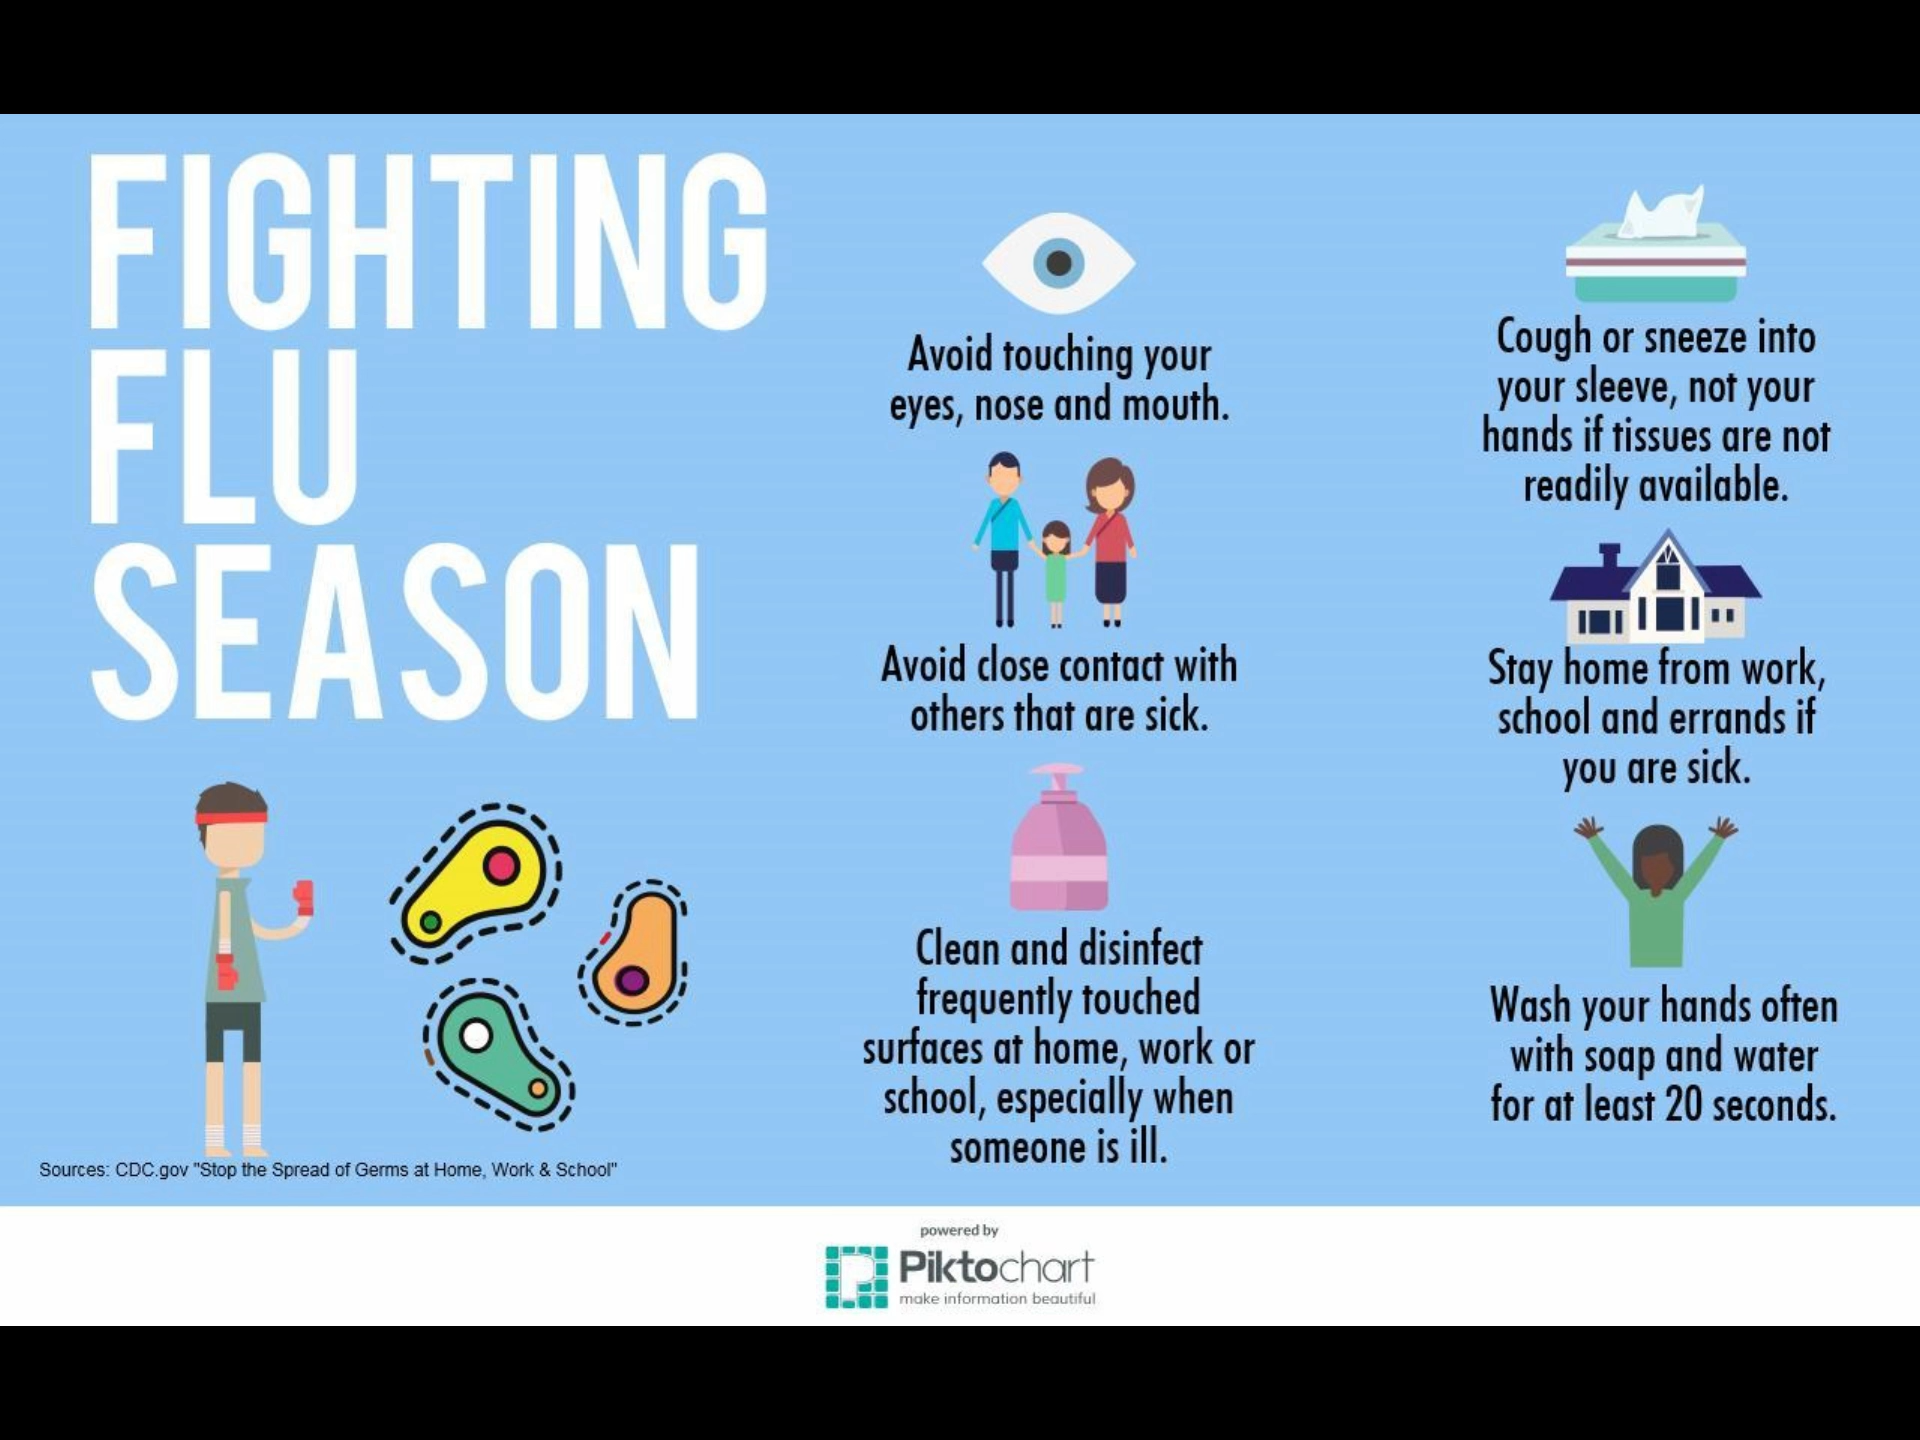 FIGHTING
FLU
SEASON
Avoid touching your
eyes, nose and mouth.
Avoid close contact with
others that are sick.
Clean and disinfect
frequently touched
surfaces at home, work or
school, especially when
someone is ill.
Cough or sneeze into
your sleeve, not your
hands if tissues are not
readily available.
Stay home from work,
school and errands if
you are sick.
Wash your hands often
with soap and water
for at least 20 seconds.
Sources: CDC.gov "Stop the Spread of Germs at Home, Work & School"
powered by
Piktochart
make information beautiful